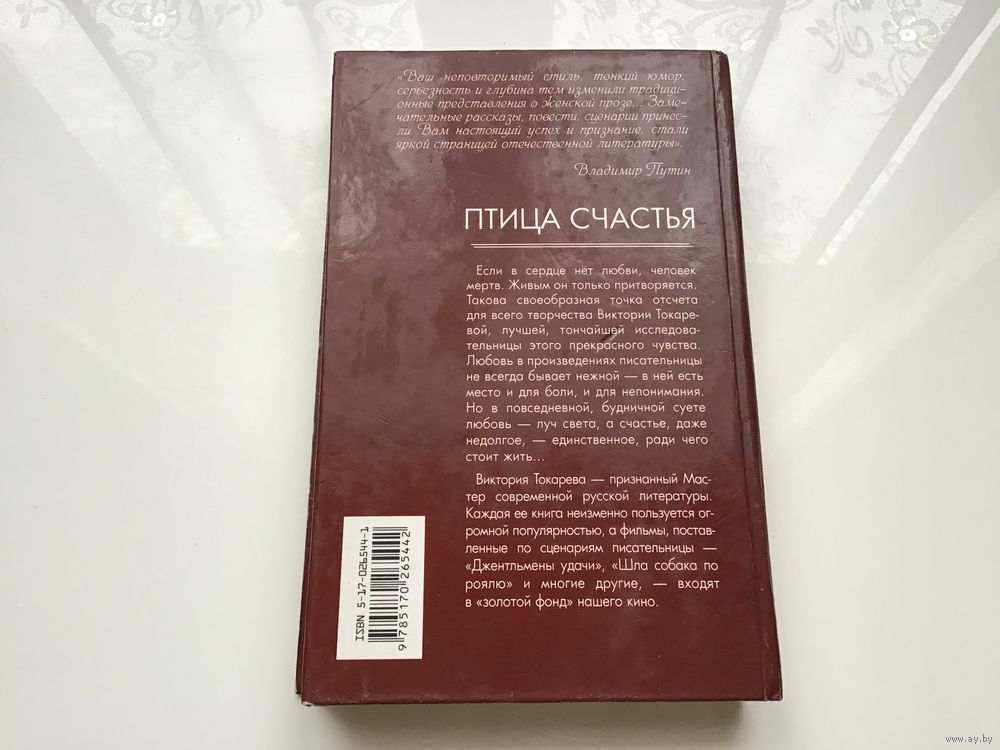 «Ваш неповторимый стиль, тонкий юмор,
серьезность и глубина тем изменили традици-
онные представления о женской прозе... Заме-
чательные рассказы, повести, сценарии принес-
ли Вам настоящий успех и признание, стали
яркой страницей отечественной литературы».
Владимир Путин
ПТИЦА СЧАСТЬЯ
Если в сердце нет любви, человек
мертв. Живым он только притворяется.
Такова своеобразная точка отсчета
для всего творчества Виктории Токаре-
вой, лучшей, тончайшей исследова-
тельницы этого прекрасного чувства.
Любовь в произведениях писательницы
не всегда бывает нежной — в ней есть
место и для боли, и для непонимания.
Но в повседневной, будничной суете
любовь — луч света, а счастье, даже
недолгое, — единственное, ради чего
стоит жить...
Виктория Токарева — признанный Мас-
тер современной русской литературы.
Каждая ее книга неизменно пользуется ог-
ромной популярностью, а фильмы, постав-
ленные по сценариям писательницы —
«Джентльмены удачи», «Шла собака по
роялю» и многие другие, — входят
в «золотой фонд» нашего кино.
ISBN 5-17-026544-1
9 785170 265442
www.ay.by